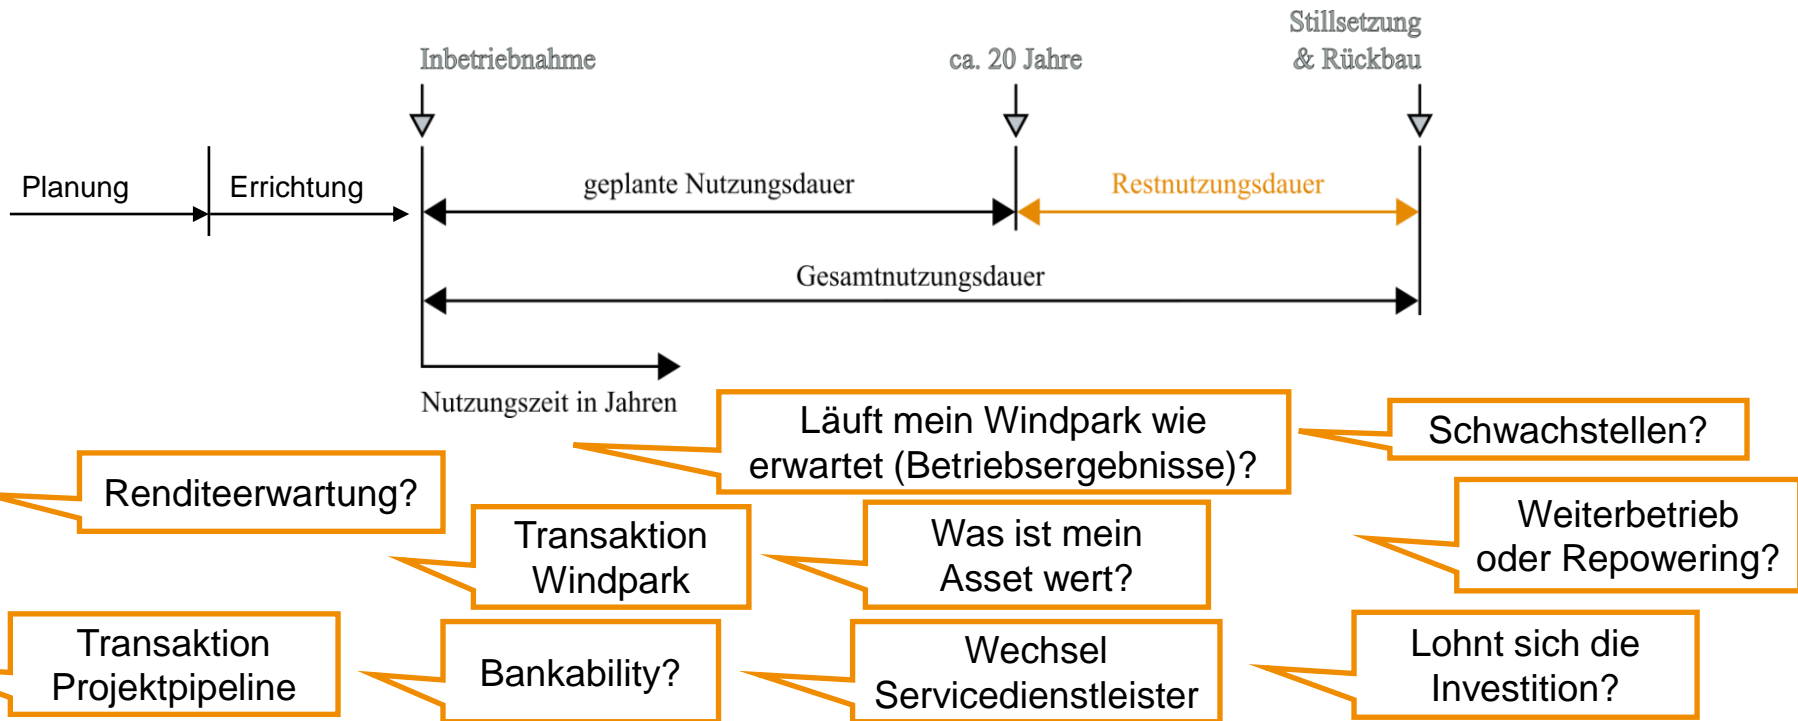 Inbetriebnahme
ca. 20 Jahre
Stillsetzung
& Rückbau
Planung
Errichtung
geplante Nutzungsdauer
Restnutzungsdauer
Gesamtnutzungsdauer
Nutzungszeit in Jahren
Läuft mein Windpark wie
erwartet (Betriebsergebnisse)?
Schwachstellen?
Renditeerwartung?
Transaktion
Windpark
Was ist mein
Asset wert?
Weiterbetrieb
oder Repowering?
Transaktion
Projektpipeline
Bankability?
Wechsel
Servicedienstleister
Lohnt sich die
Investition?